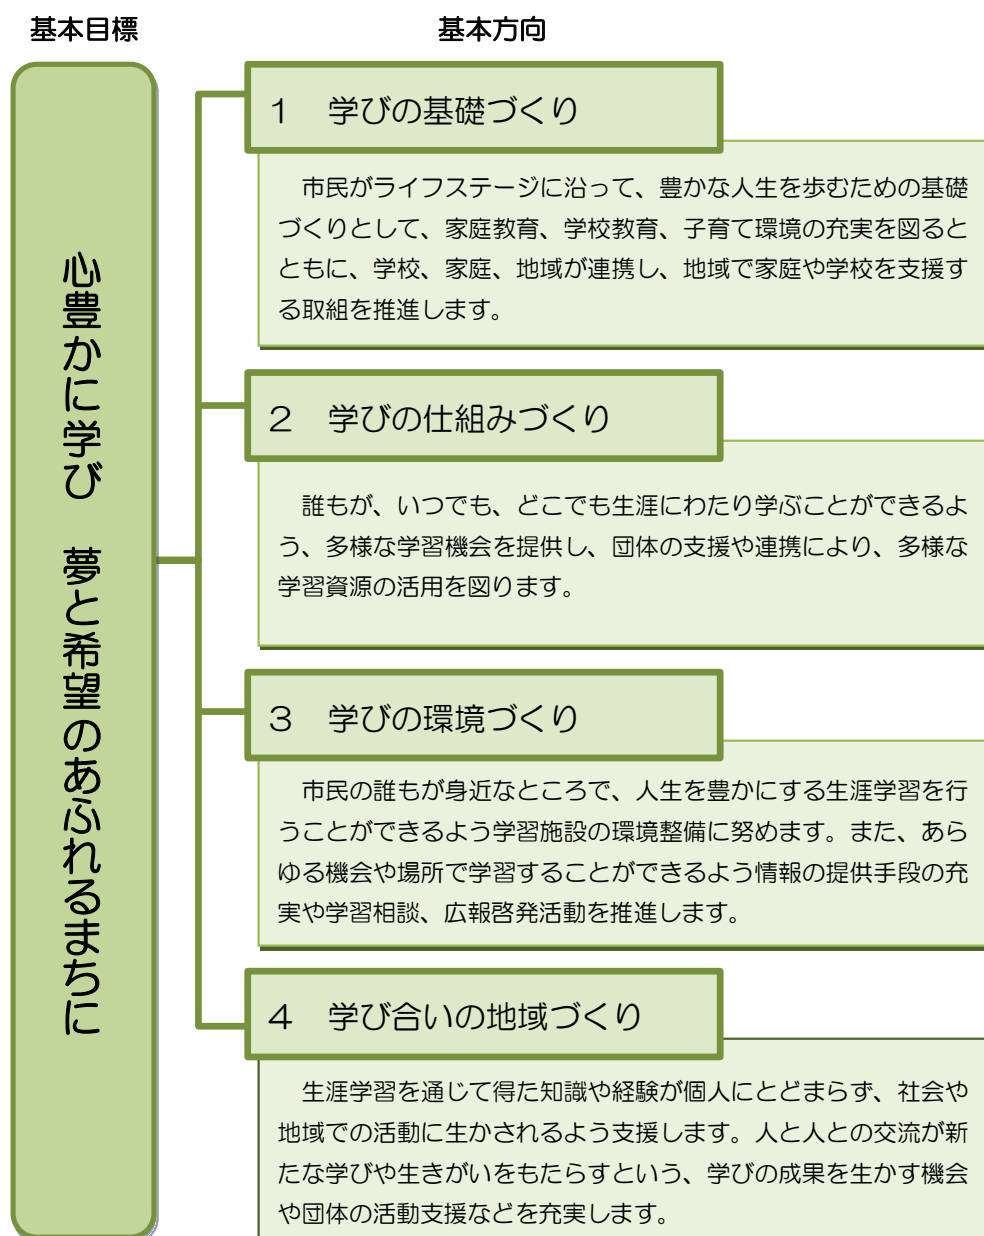 基本目標
基本方向
心豊かに学び　夢と希望のあふれるまちに
１　学びの基礎づくり
市民がライフステージに沿って、豊かな人生を歩むための基礎
づくりとして、家庭教育、学校教育、子育て環境の充実を図ると
ともに、学校、家庭、地域が連携し、地域で家庭や学校を支援す
る取組を推進します。
２　学びの仕組みづくり
誰もが、いつでも、どこでも生涯にわたり学ぶことができるよ
う、多様な学習機会を提供し、団体の支援や連携により、多様な
学習資源の活用を図ります。
３　学びの環境づくり
市民の誰もが身近なところで、人生を豊かにする生涯学習を行
うことができるよう学習施設の環境整備に努めます。また、あら
ゆる機会や場所で学習することができるよう情報の提供手段の充
実や学習相談、広報啓発活動を推進します。
４　学び合いの地域づくり
生涯学習を通じて得た知識や経験が個人にとどまらず、社会や
地域での活動に生かされるよう支援します。人と人との交流が新
たな学びや生きがいをもたらすという、学びの成果を生かす機会
や団体の活動支援などを充実します。